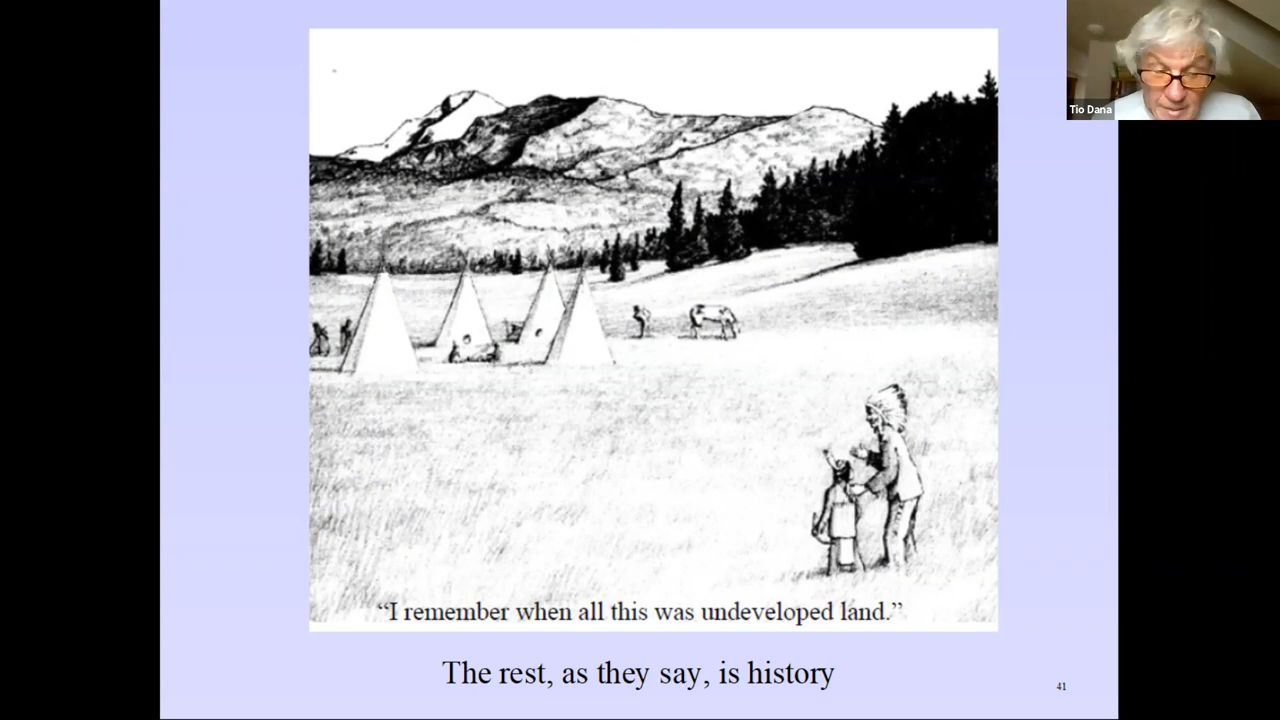 Tio Dana
“I remember when all this was undeveloped land.”
The rest, as they say, is history
41